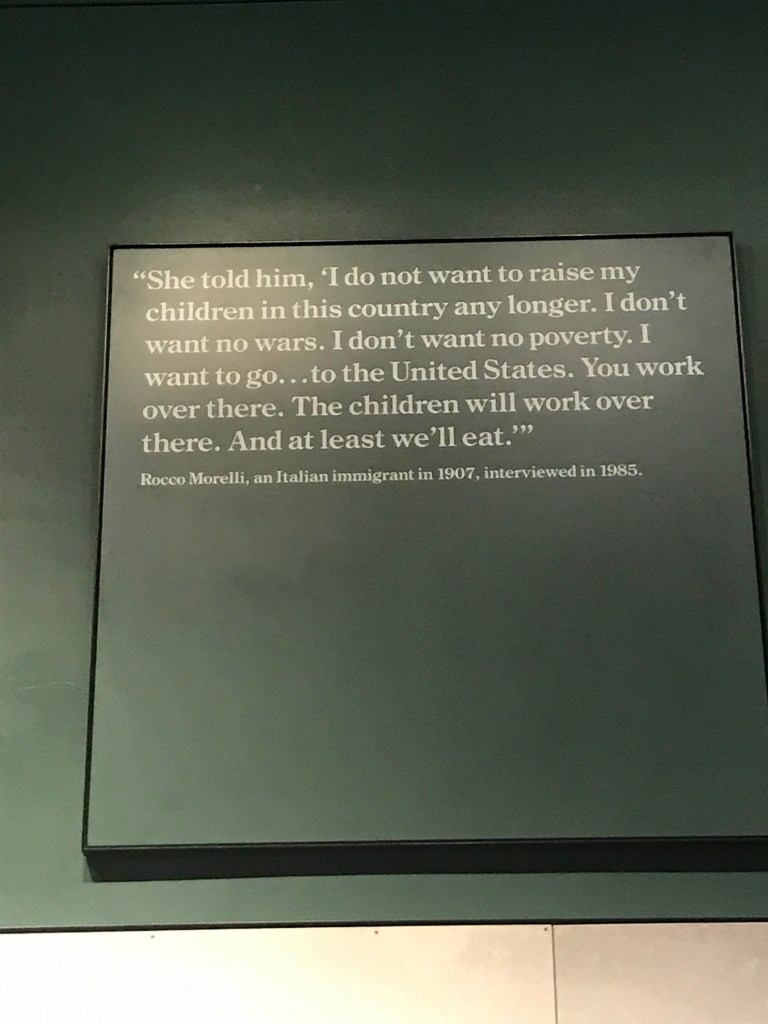 “She told him, ‘I do not want to raise my
children in this country any longer. I don’t
want no wars. I don’t want no poverty. I
want to go...to the United States. You work
over there. The children will work over
there. And at least we’ll eat.’”
Rocco Morelli, an Italian immigrant in 1907, interviewed in 1985.